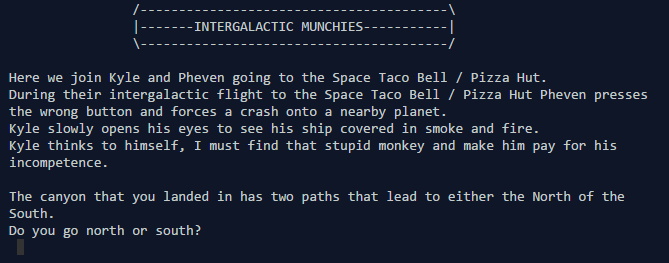 /---------------------------------------\
|-------INTERGALACTIC MUNCHIES-----------|
\---------------------------------------/
Here we join Kyle and Pheven going to the Space Taco Bell / Pizza Hut.
During their intergalactic flight to the Space Taco Bell / Pizza Hut Pheven presses
the wrong button and forces a crash onto a nearby planet.
Kyle slowly opens his eyes to see his ship covered in smoke and fire.
Kyle thinks to himself, I must find that stupid monkey and make him pay for his
incompetence.
The canyon that you landed in has two paths that lead to either the North of the
South.
Do you go north or south?